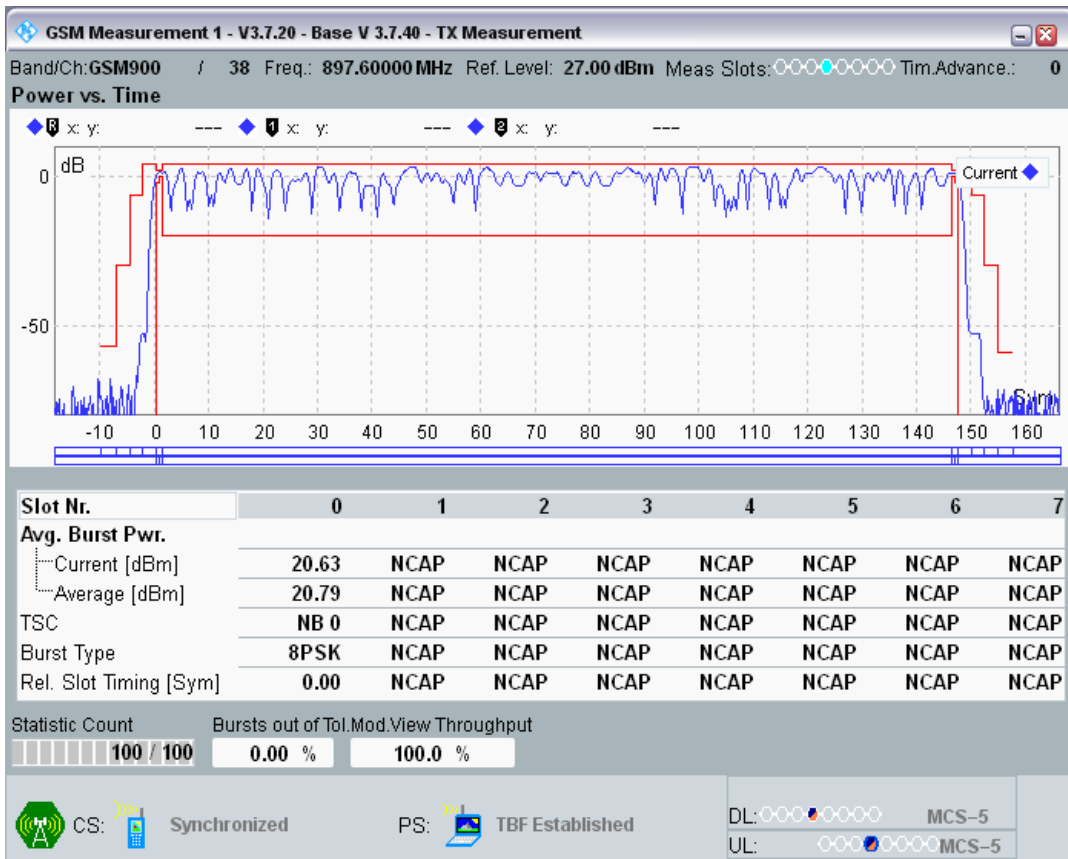 GSM Measurement 1 - V3.7.20 - Base V 3.7.40 - TX Measurement
Band/Ch:GSM900 / 38 Freq.: 897.60000 MHz Ref. Level: 27.00 dBm Meas Slots: Tim.Advance.: 0
Power vs. Time
R x: y: --- 1 x: y: --- 2 x: y: ---
dB
Current
0
-50
Sym
-10 0 10 20 30 40 50 60 70 80 90 100 110 120 130 140 150 160
Slot Nr. 0 1 2 3 4 5 6 7
Avg. Burst Pwr.
Current [dBm] 20.63 NCAP NCAP NCAP NCAP NCAP NCAP NCAP
Average [dBm] 20.79 NCAP NCAP NCAP NCAP NCAP NCAP NCAP
TSC NB 0 NCAP NCAP NCAP NCAP NCAP NCAP NCAP
Burst Type 8PSK NCAP NCAP NCAP NCAP NCAP NCAP NCAP
Rel. Slot Timing [Sym] 0.00 NCAP NCAP NCAP NCAP NCAP NCAP NCAP
Statistic Count Bursts out of Tol.Mod.View Throughput
100 / 100 0.00 % 100.0 %
CS: Synchronized PS: TBF Established DL: MCS-5
UL: MCS-5